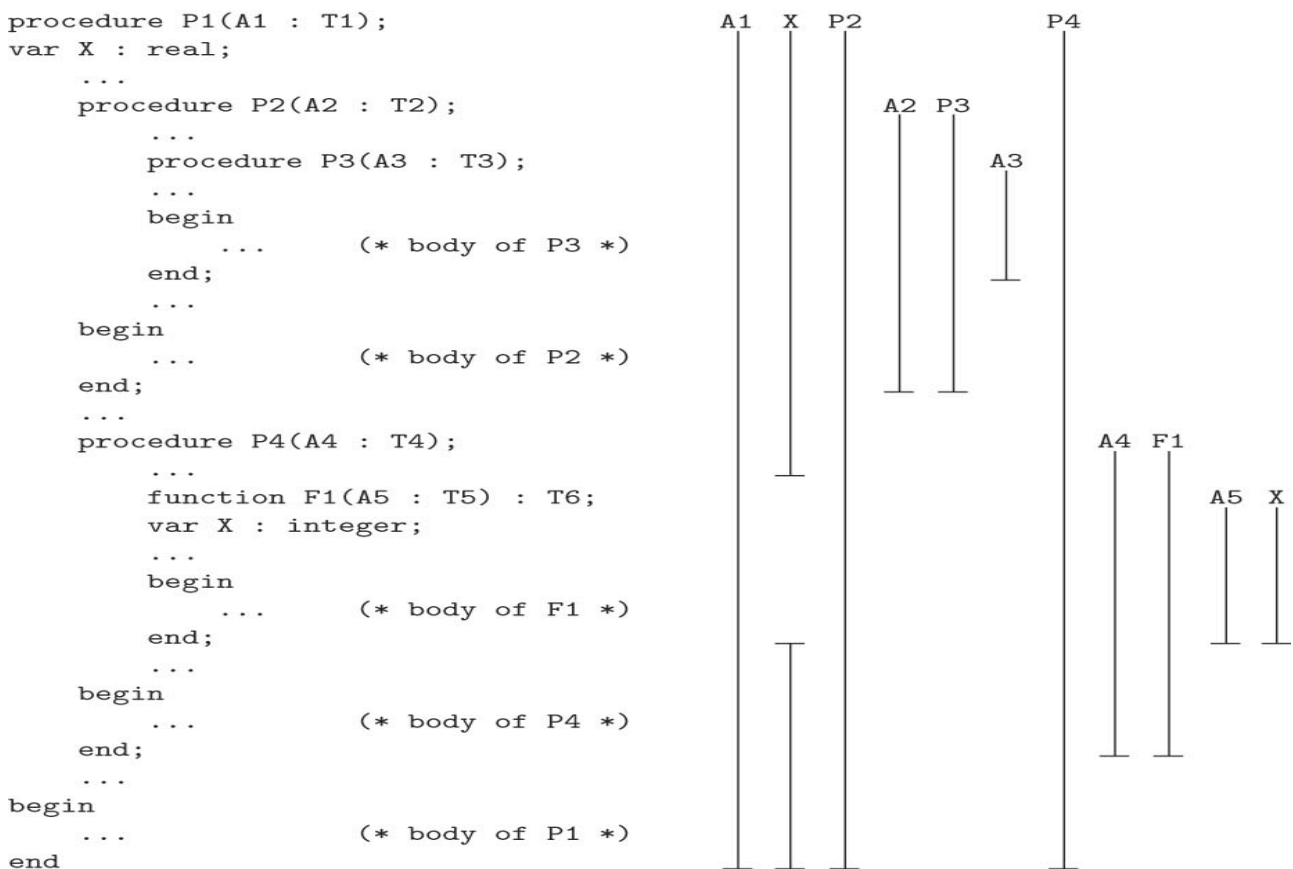 procedure P1(A1 : T1); A1 X P2 P4
var X : real;
...
procedure P2(A2 : T2); A2 P3
...
procedure P3(A3 : T3); A3
...
begin
... (* body of P3 *)
end;
...
begin
... (* body of P2 *)
end;
...
procedure P4(A4 : T4); A4 F1
...
function F1(A5 : T5) : T6; A5 X
var X : integer;
...
begin
... (* body of F1 *)
end;
...
begin
... (* body of P4 *)
end;
...
begin
... (* body of P1 *)
end